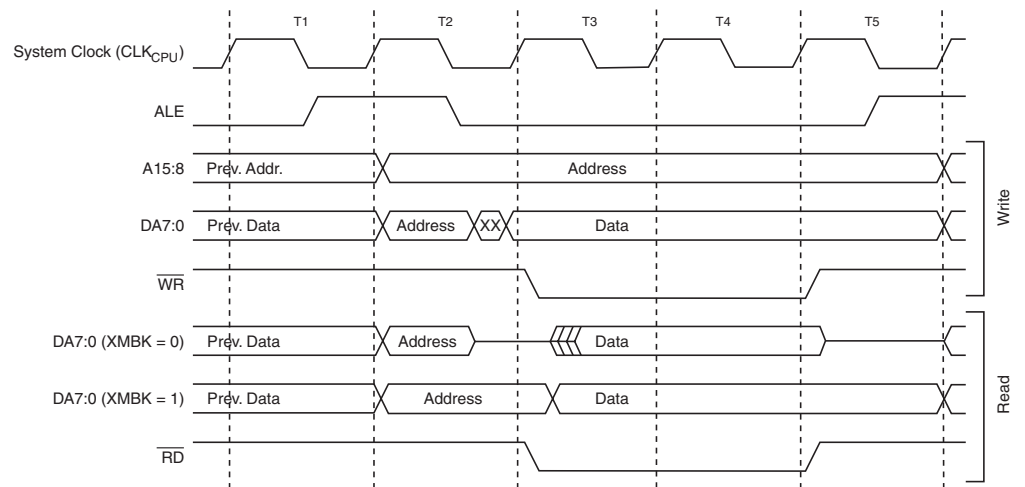 T1 T2 T3 T4 T5
System Clock (CLKCPU)
ALE
A15:8 Prev. Addr. Address
DA7:0 Prev. Data Address XX Data
WR
Write
DA7:0 (XMBK = 0) Prev. Data Address Data
DA7:0 (XMBK = 1) Prev. Data Address Data
RD
Read